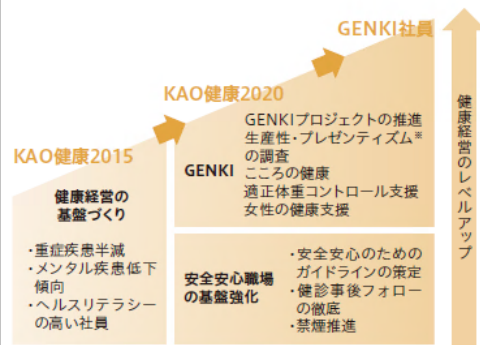 GENKI社員
KAO健康2020
KAO健康2015
健康経営の
基盤づくり
・重症疾患半減
・メンタル疾患低下
傾向
・ヘルスリテラシー
の高い社員
GENKI
GENKIプロジェクトの推進
生産性・プレゼンティズム※
の調査
こころの健康
適正体重コントロール支援
女性の健康支援
安全安心職場
の基盤強化
・安全安心のための
ガイドラインの策定
・健診事後フォロー
の徹底
・禁煙推進
健康経営のレベルアップ